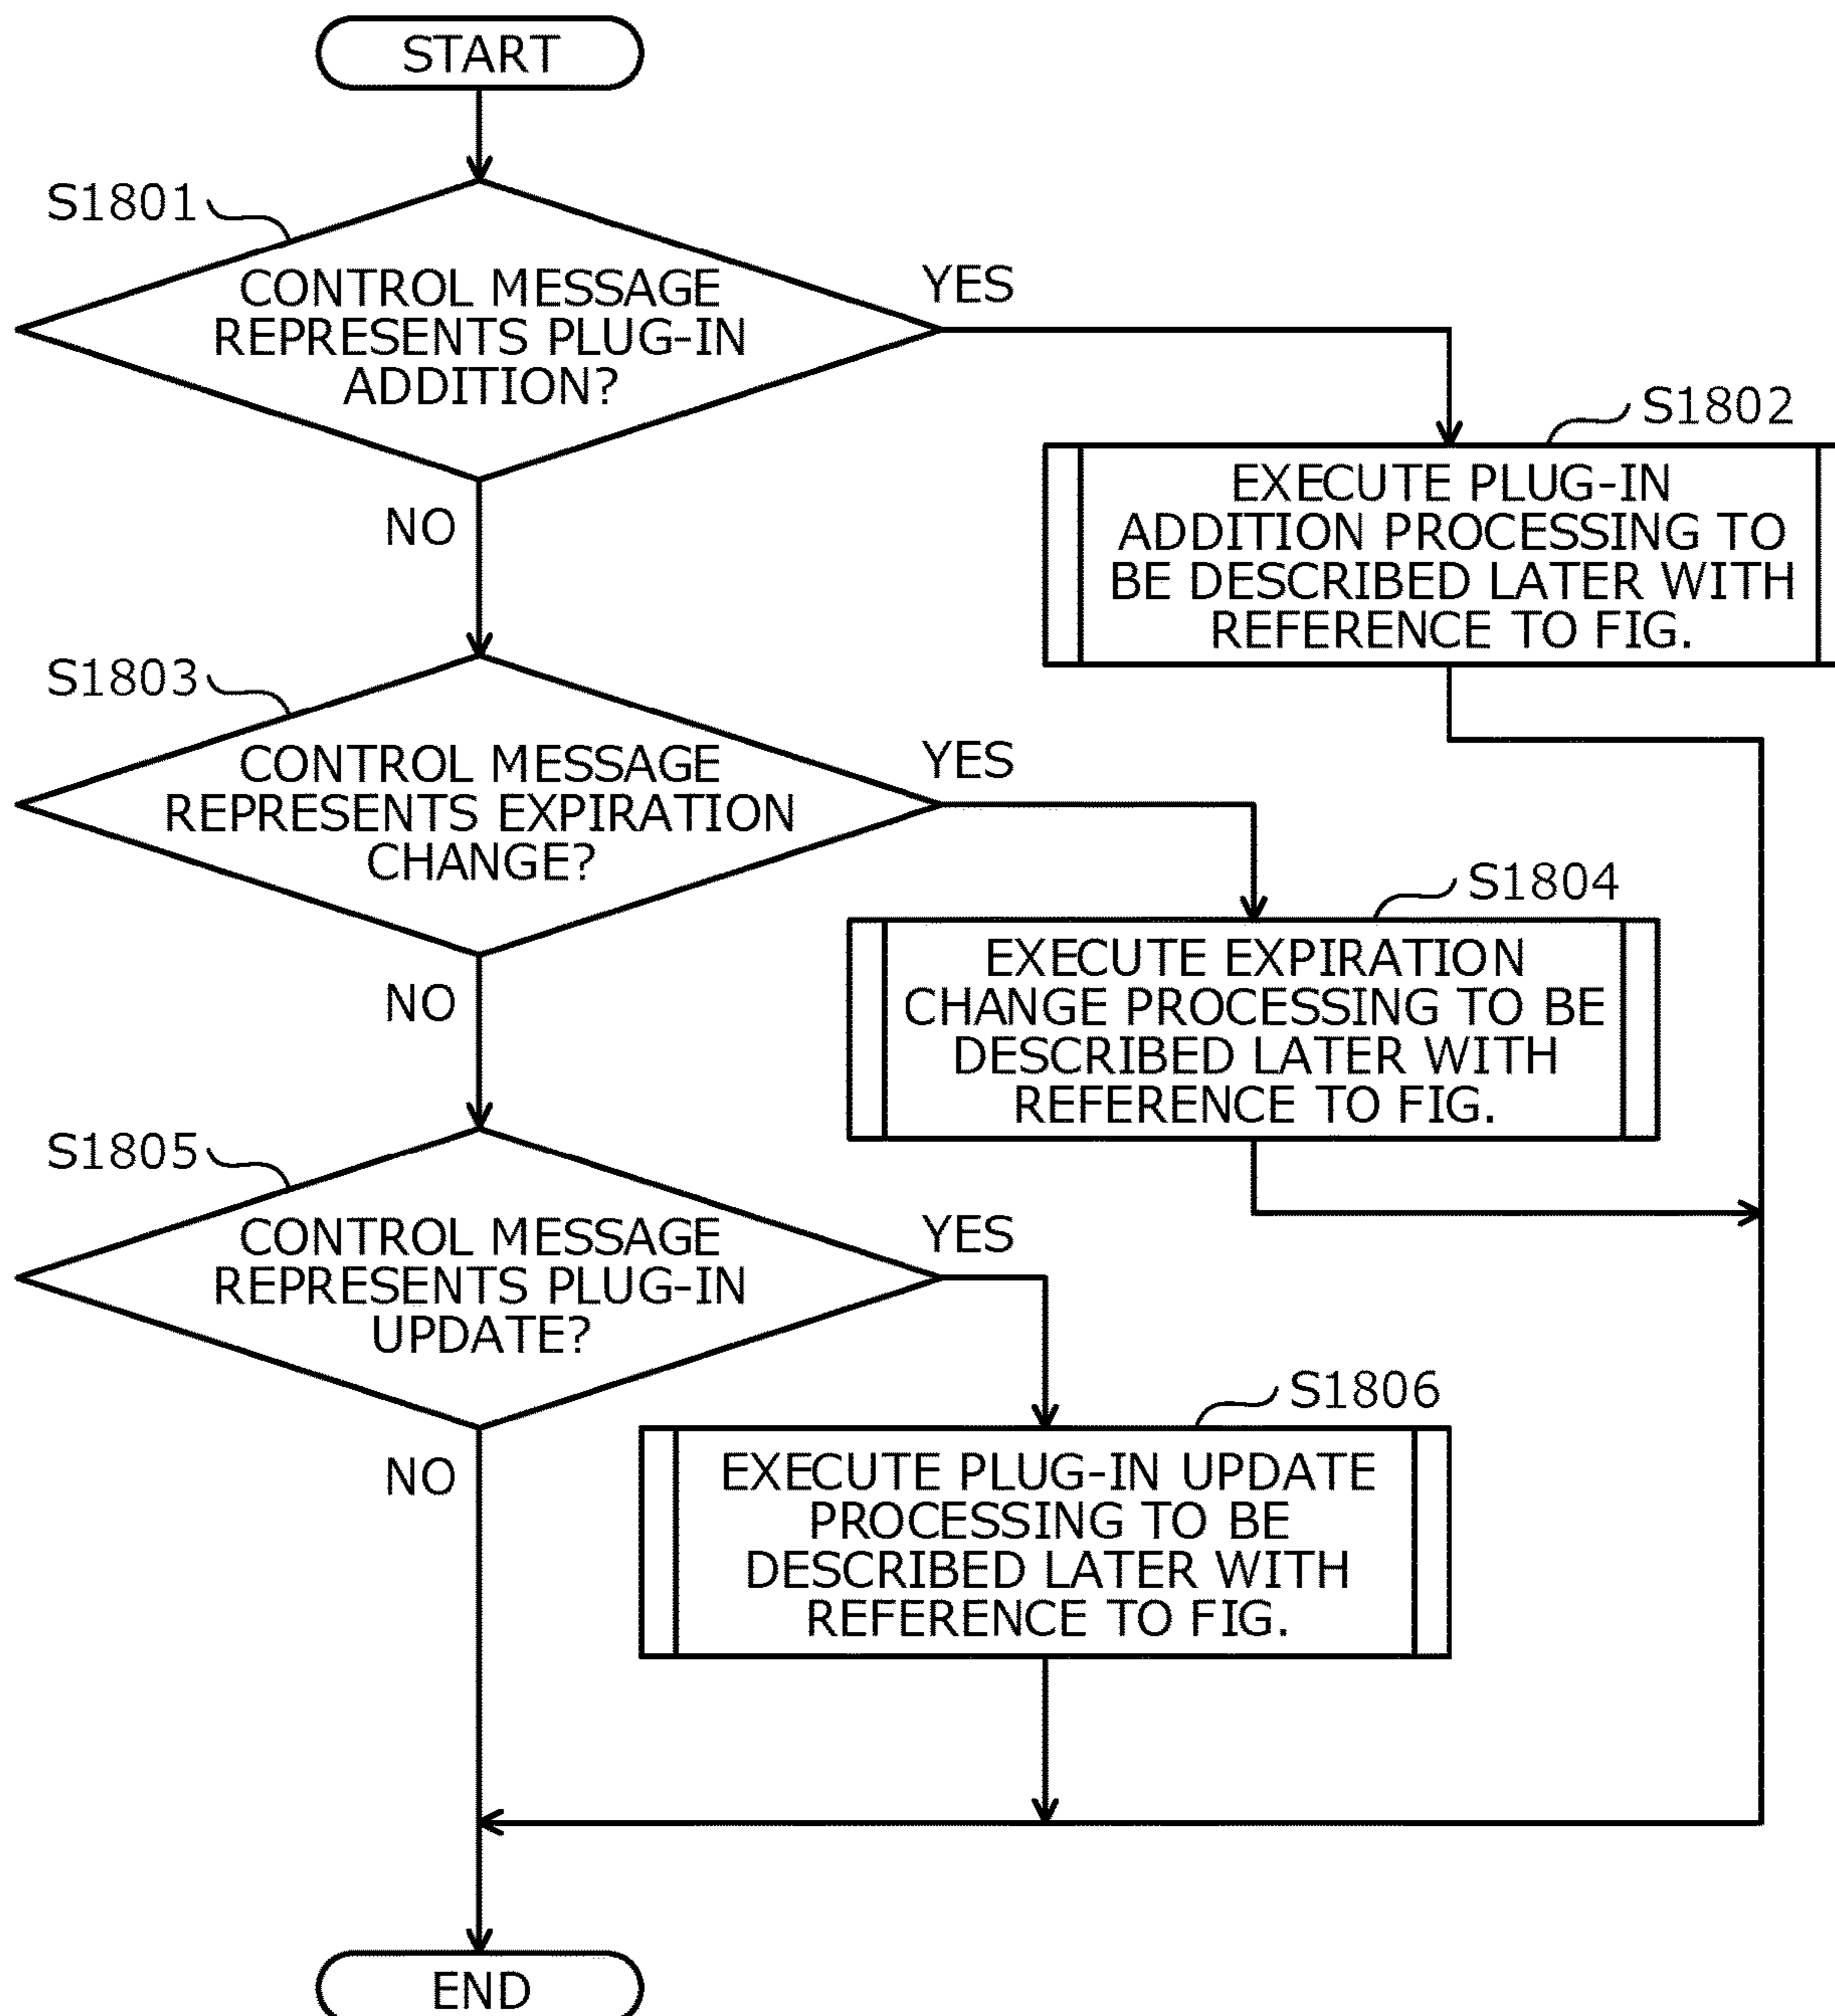 START
S1801
CONTROL MESSAGE
REPRESENTS PLUG-IN
ADDITION?
YES
NO
S1802
EXECUTE PLUG-IN
ADDITION PROCESSING TO
BE DESCRIBED LATER WITH
REFERENCE TO FIG.
S1803
CONTROL MESSAGE
REPRESENTS EXPIRATION
CHANGE?
YES
NO
S1804
EXECUTE EXPIRATION
CHANGE PROCESSING TO BE
DESCRIBED LATER WITH
REFERENCE TO FIG.
S1805
CONTROL MESSAGE
REPRESENTS PLUG-IN
UPDATE?
YES
NO
S1806
EXECUTE PLUG-IN UPDATE
PROCESSING TO BE
DESCRIBED LATER WITH
REFERENCE TO FIG.
END